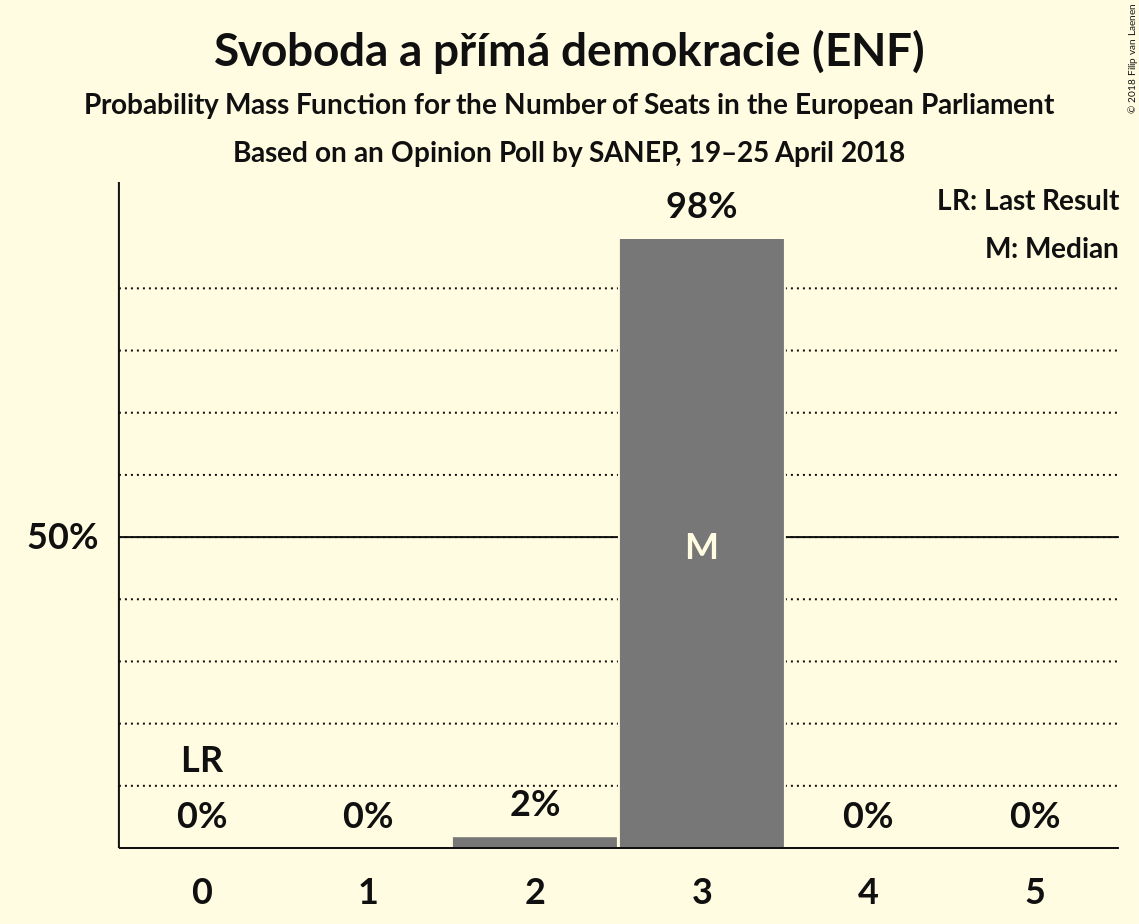 Svoboda a přímá demokracie (ENF)
Probability Mass Function for the Number of Seats in the European Parliament
Based on an Opinion Poll by SANEP, 19–25 April 2018
© 2018 Filip van Laenen
LR: Last Result
M: Median
98%
50%
M
LR
0%
0%
2%
0%
0%
0
1
2
3
4
5